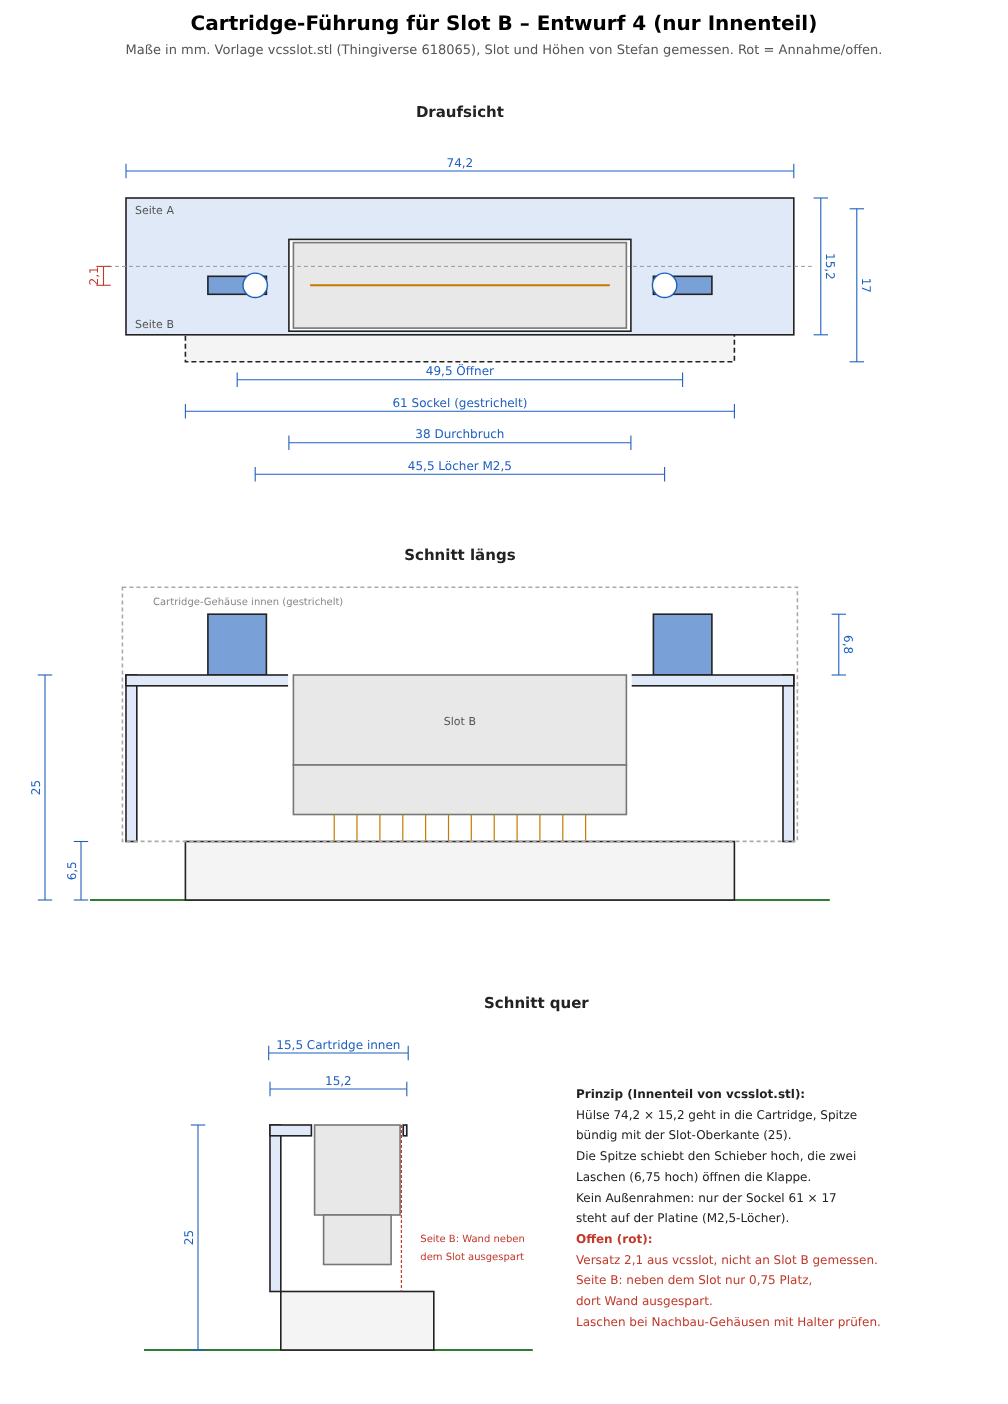 Cartridge-Führung für Slot B – Entwurf 4 (nur Innenteil)
Maße in mm. Vorlage vcsslot.stl (Thingiverse 618065), Slot und Höhen von Stefan gemessen. Rot = Annahme/offen.
Draufsicht
74,2
Seite A
2,1
15,2
17
Seite B
49,5 Öffner
61 Sockel (gestrichelt)
38 Durchbruch
45,5 Löcher M2,5
Schnitt längs
Cartridge-Gehäuse innen (gestrichelt)
6,8
Slot B
25
6,5
Schnitt quer
15,5 Cartridge innen
15,2
25
Seite B: Wand neben
dem Slot ausgespart
Prinzip (Innenteil von vcsslot.stl):
Hülse 74,2 × 15,2 geht in die Cartridge, Spitze
bündig mit der Slot-Oberkante (25).
Die Spitze schiebt den Schieber hoch, die zwei
Laschen (6,75 hoch) öffnen die Klappe.
Kein Außenrahmen: nur der Sockel 61 × 17
steht auf der Platine (M2,5-Löcher).
Offen (rot):
Versatz 2,1 aus vcsslot, nicht an Slot B gemessen.
Seite B: neben dem Slot nur 0,75 Platz,
dort Wand ausgespart.
Laschen bei Nachbau-Gehäusen mit Halter prüfen.